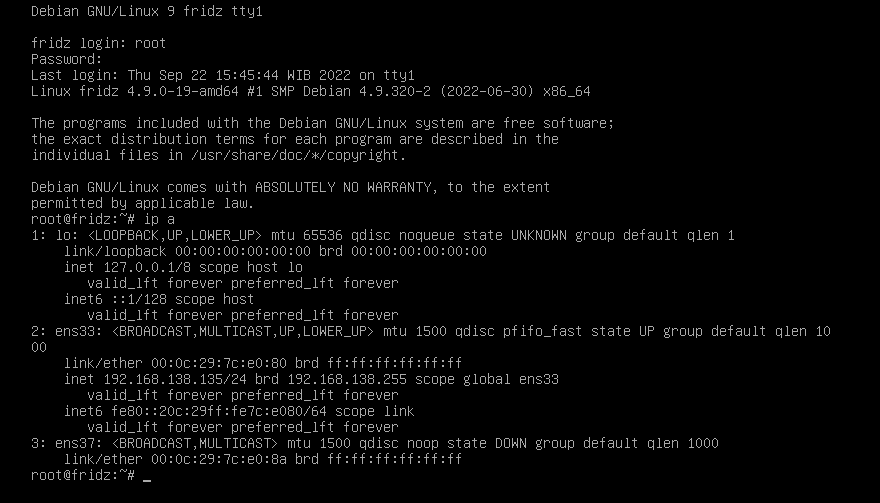 Debian GNU/Linux 9 fridz tty1
fridz login: root
Password:
Last login: Thu Sep 22 15:45:44 WIB 2022 on tty1
Linux fridz 4.9.0-19-amd64 #1 SMP Debian 4.9.320-2 (2022-06-30) x86_64
The programs included with the Debian GNU/Linux system are free software;
the exact distribution terms for each program are described in the
individual files in /usr/share/doc/*/copyright.
Debian GNU/Linux comes with ABSOLUTELY NO WARRANTY, to the extent
permitted by applicable law.
root@fridz:~# ip a
1: lo: <LOOPBACK,UP,LOWER_UP> mtu 65536 qdisc noqueue state UNKNOWN group default qlen 1
    link/loopback 00:00:00:00:00:00 brd 00:00:00:00:00:00
    inet 127.0.0.1/8 scope host lo
       valid_lft forever preferred_lft forever
    inet6 ::1/128 scope host
       valid_lft forever preferred_lft forever
2: ens33: <BROADCAST,MULTICAST,UP,LOWER_UP> mtu 1500 qdisc pfifo_fast state UP group default qlen 10
00
    link/ether 00:0c:29:7c:e0:80 brd ff:ff:ff:ff:ff:ff
    inet 192.168.138.135/24 brd 192.168.138.255 scope global ens33
       valid_lft forever preferred_lft forever
    inet6 fe80::20c:29ff:fe7c:e080/64 scope link
       valid_lft forever preferred_lft forever
3: ens37: <BROADCAST,MULTICAST> mtu 1500 qdisc noop state DOWN group default qlen 1000
    link/ether 00:0c:29:7c:e0:8a brd ff:ff:ff:ff:ff:ff
root@fridz:~# _